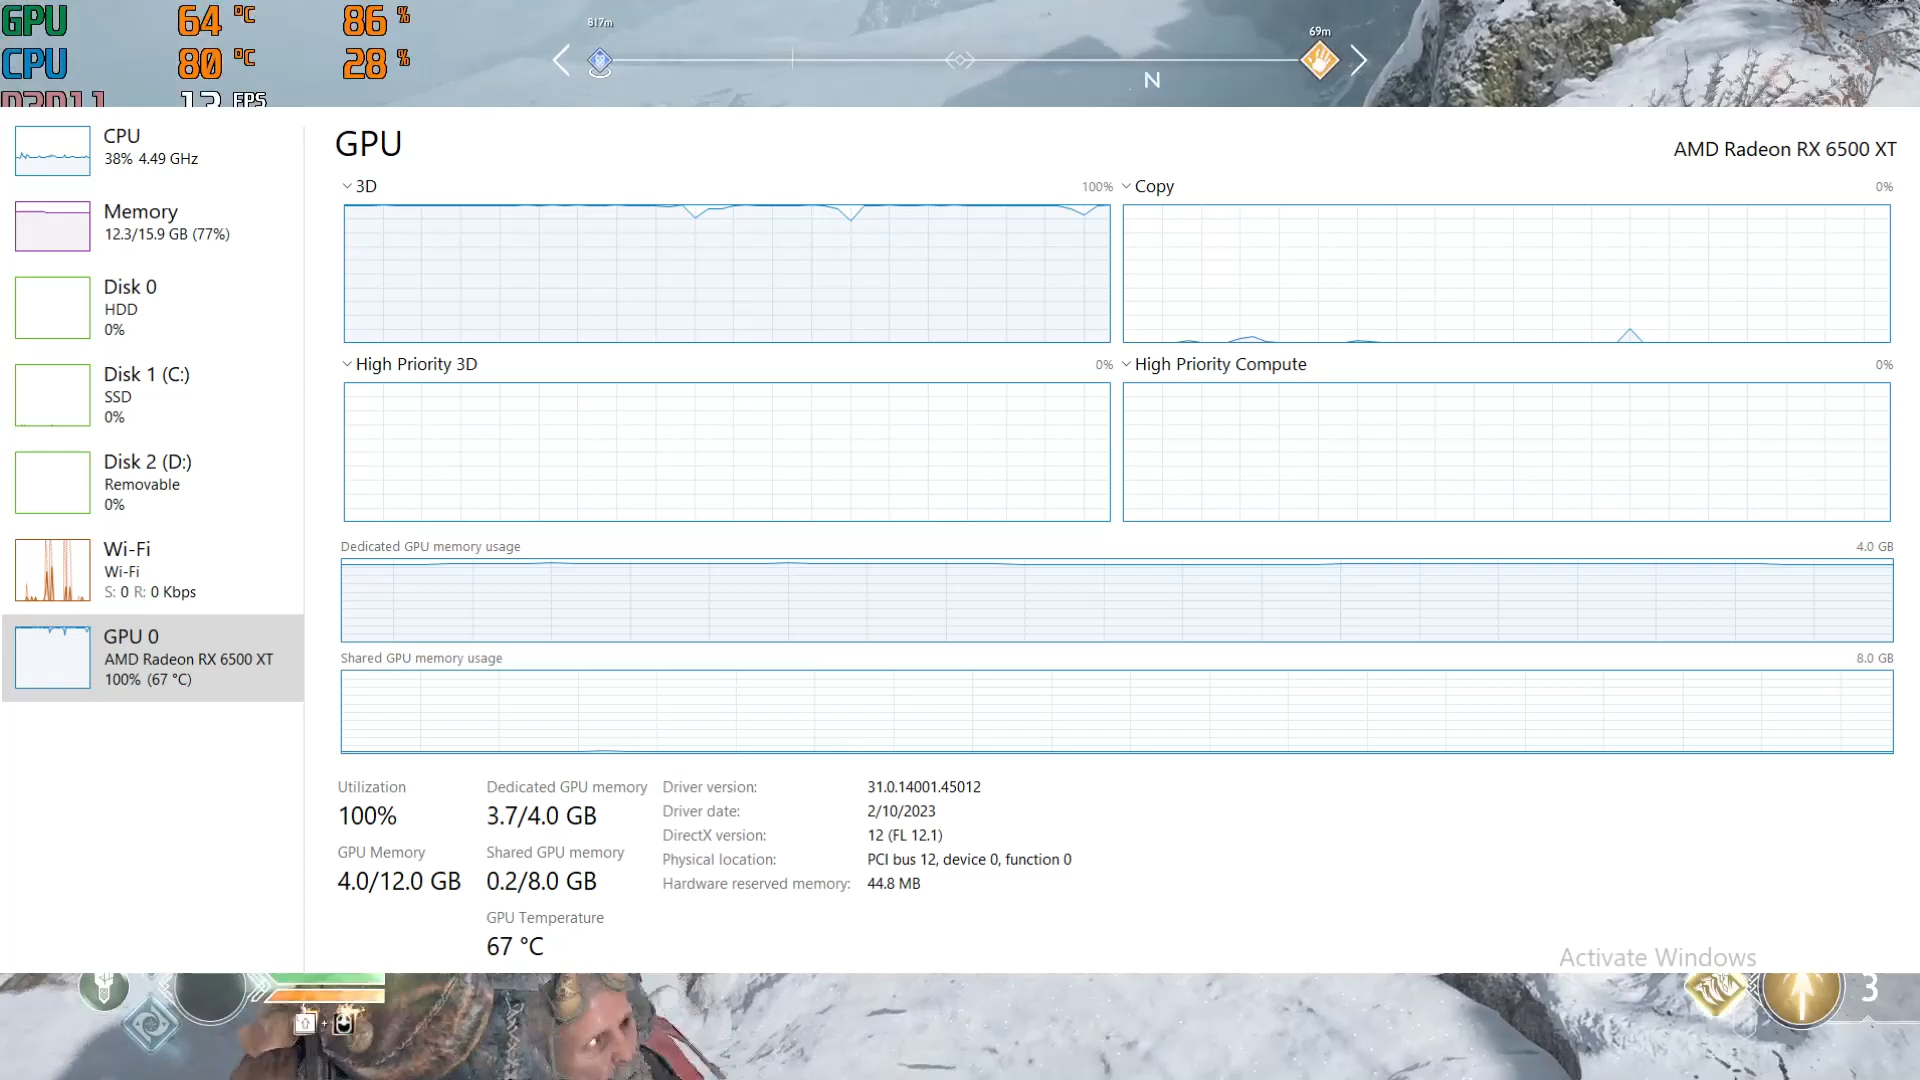 GPU 64 °C 86 %
CPU 80 °C 28 %
D3D11 13 FPS
817m
69m
N
CPU
38% 4.49 GHz
Memory
12.3/15.9 GB (77%)
Disk 0
HDD
0%
Disk 1 (C:)
SSD
0%
Disk 2 (D:)
Removable
0%
Wi-Fi
Wi-Fi
S: 0 R: 0 Kbps
GPU 0
AMD Radeon RX 6500 XT
100% (67 °C)
GPU
AMD Radeon RX 6500 XT
3D 100%
Copy 0%
High Priority 3D 0%
High Priority Compute 0%
Dedicated GPU memory usage 4.0 GB
Shared GPU memory usage 8.0 GB
Utilization
100%
Dedicated GPU memory
3.7/4.0 GB
GPU Memory
4.0/12.0 GB
Shared GPU memory
0.2/8.0 GB
GPU Temperature
67 °C
Driver version: 31.0.14001.45012
Driver date: 2/10/2023
DirectX version: 12 (FL 12.1)
Physical location: PCI bus 12, device 0, function 0
Hardware reserved memory: 44.8 MB
Activate Windows
3
+